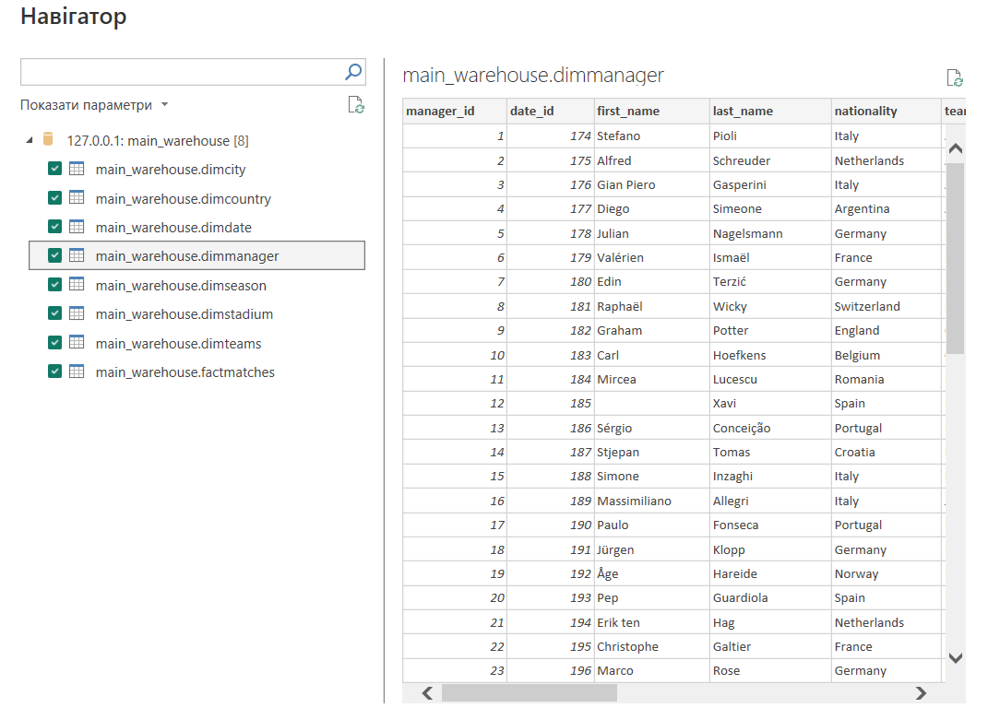 Навігатор
Показати параметри
127.0.0.1: main_warehouse [8]
main_warehouse.dimcity
main_warehouse.dimcountry
main_warehouse.dimdate
main_warehouse.dimmanager
main_warehouse.dimseason
main_warehouse.dimstadium
main_warehouse.dimteams
main_warehouse.factmatches
main_warehouse.dimmanager
manager_id date_id first_name last_name nationality
1 174 Stefano Pioli Italy
2 175 Alfred Schreuder Netherlands
3 176 Gian Piero Gasperini Italy
4 177 Diego Simeone Argentina
5 178 Julian Nagelsmann Germany
6 179 Valérien Ismaël France
7 180 Edin Terzić Germany
8 181 Raphaël Wicky Switzerland
9 182 Graham Potter England
10 183 Carl Hoefkens Belgium
11 184 Mircea Lucescu Romania
12 185 Xavi Spain
13 186 Sérgio Conceição Portugal
14 187 Stjepan Tomas Croatia
15 188 Simone Inzaghi Italy
16 189 Massimiliano Allegri Italy
17 190 Paulo Fonseca Portugal
18 191 Jürgen Klopp Germany
19 192 Åge Hareide Norway
20 193 Pep Guardiola Spain
21 194 Erik ten Hag Netherlands
22 195 Christophe Galtier France
23 196 Marco Rose Germany